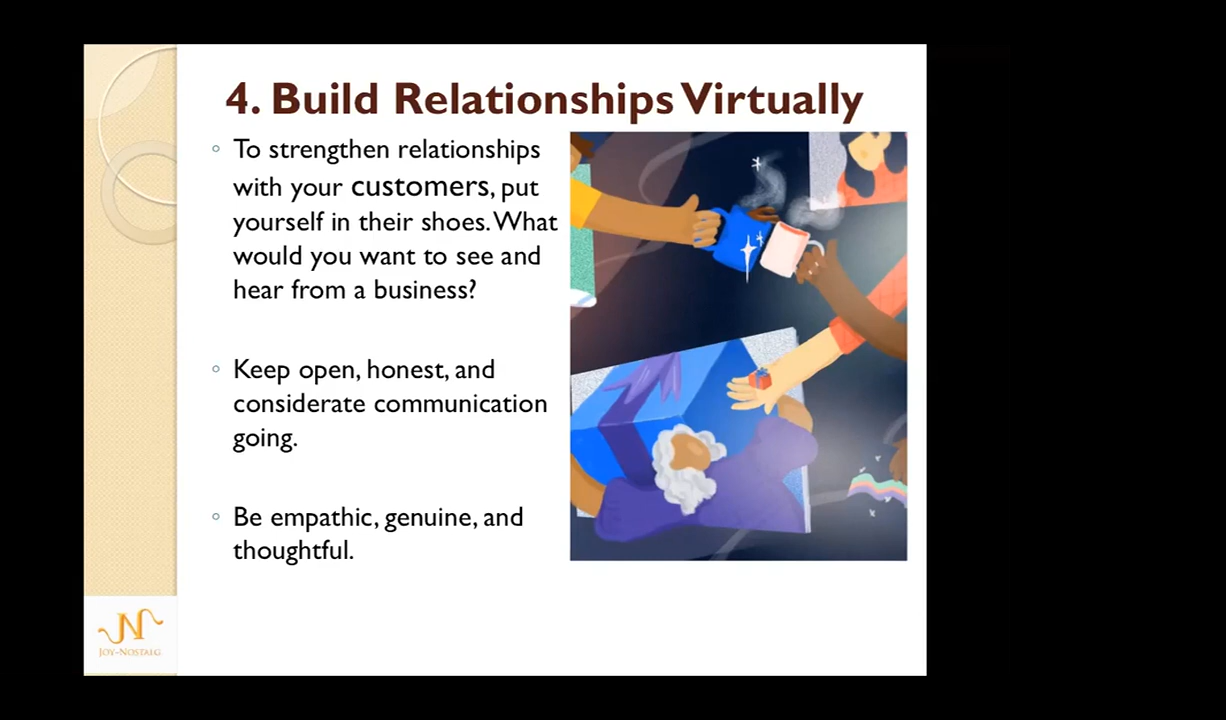 4. Build Relationships Virtually
To strengthen relationships
with your customers, put
yourself in their shoes. What
would you want to see and
hear from a business?
Keep open, honest, and
considerate communication
going.
Be empathic, genuine, and
thoughtful.
N
JOY-NOSTALG